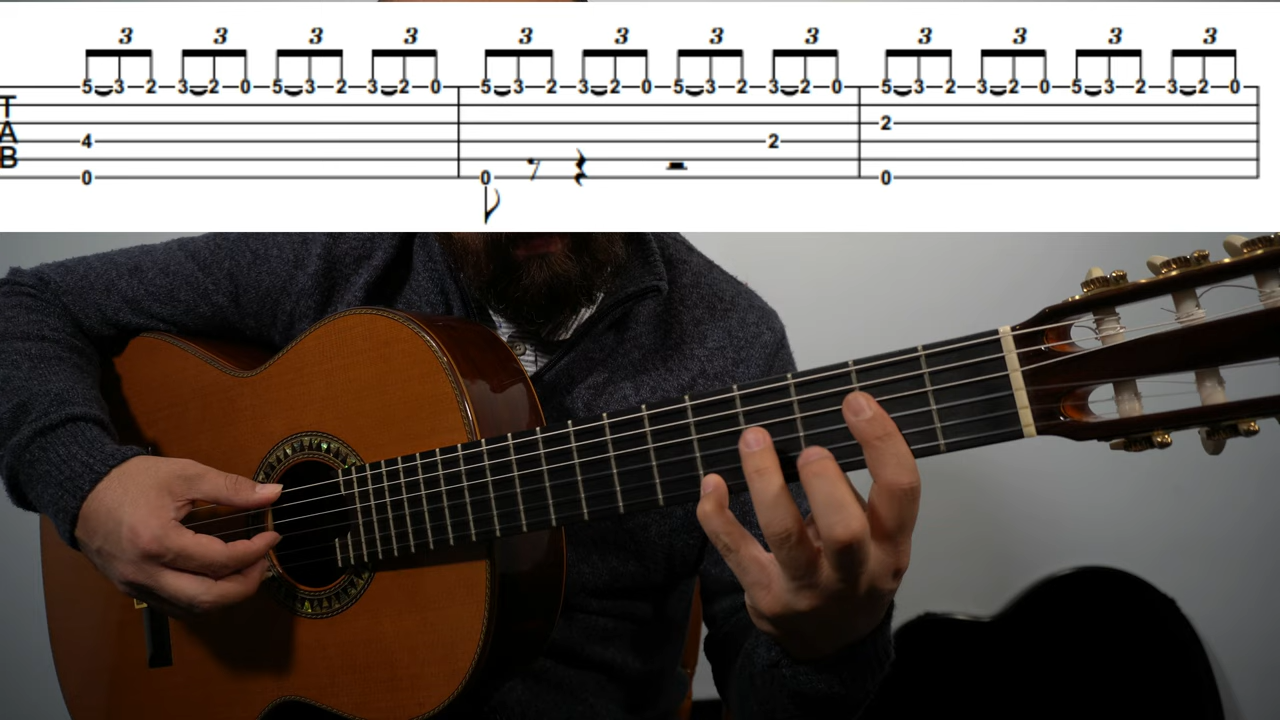 3 3 3 3 3 3 3 3 3 3 3 3
5 3 2 3 2 0 5 3 2 3 2 0 5 3 2 3 2 0 5 3 2 3 2 0 5 3 2 3 2 0 5 3 2 3 2 0
T
2
A 4 2
B
0 0 0